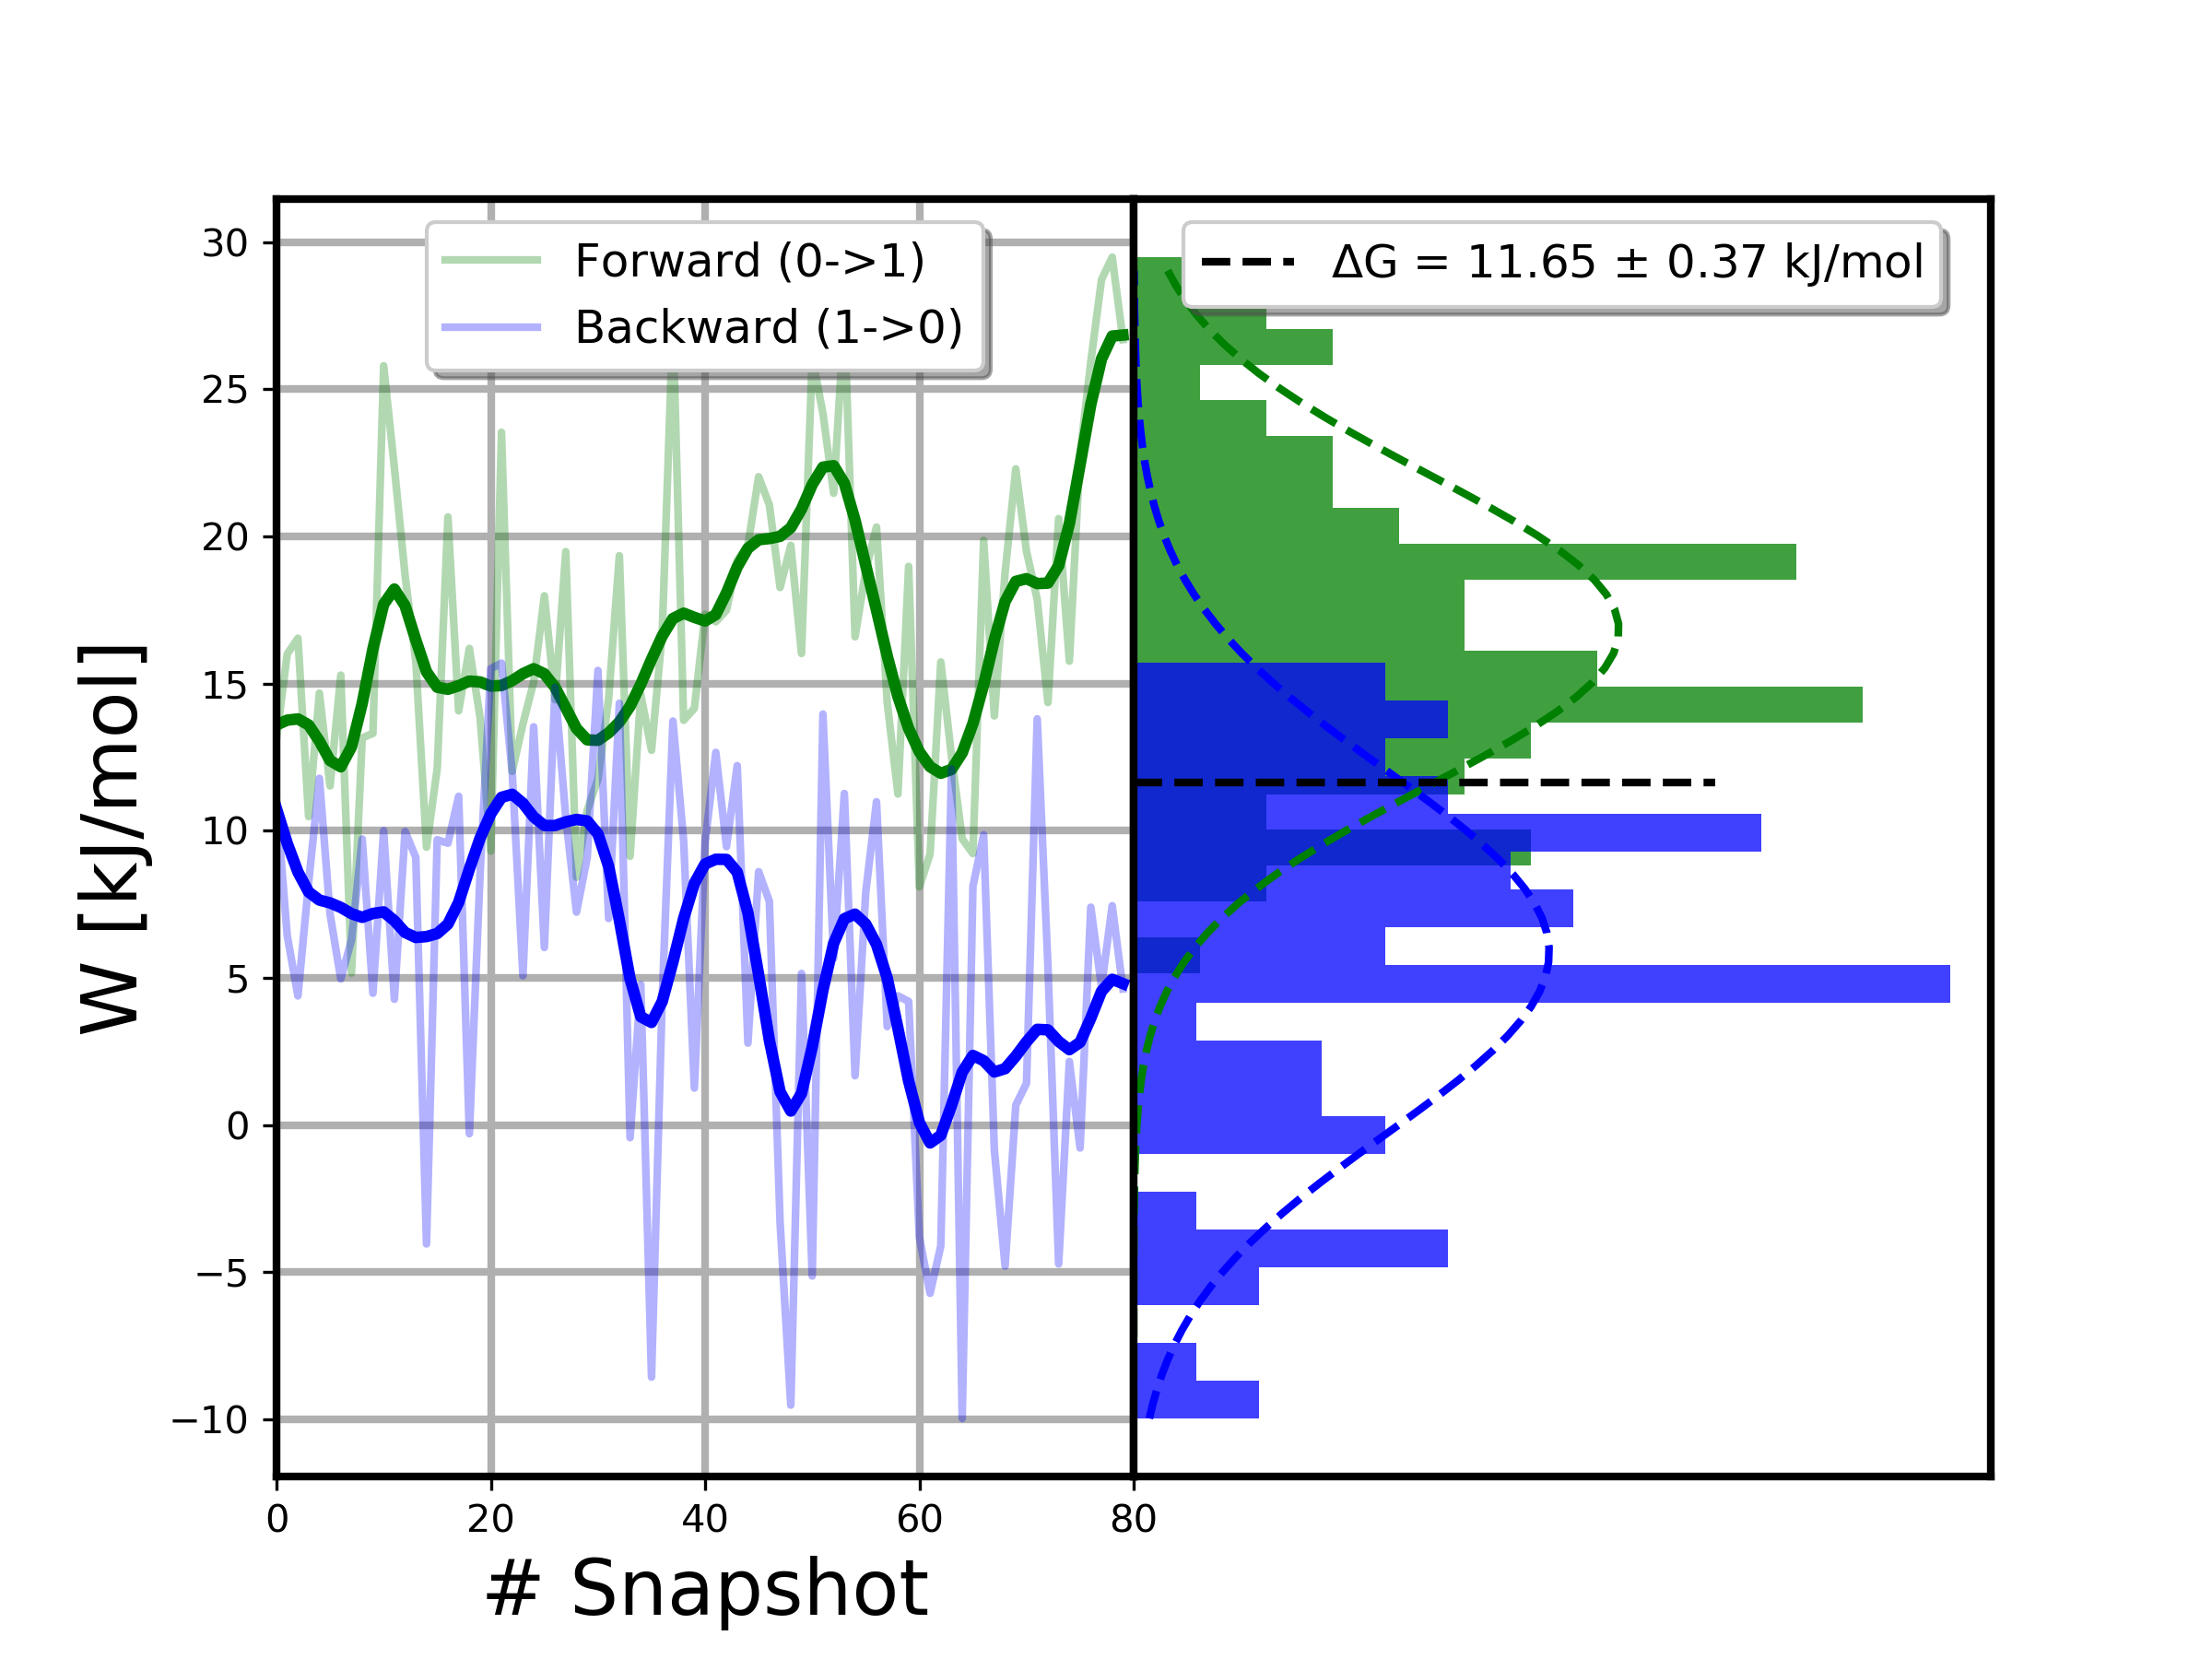 Forward (0->1)
Backward (1->0)
ΔG = 11.65 ± 0.37 kJ/mol
30
25
20
15
10
5
0
−5
−10
W [kJ/mol]
0 20 40 60 80
# Snapshot